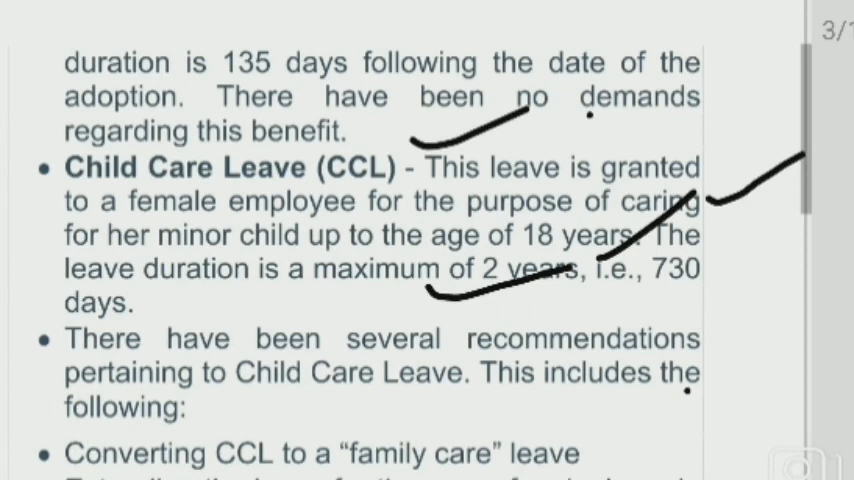 3/1
duration is 135 days following the date of the
adoption. There have been no demands
regarding this benefit.
• Child Care Leave (CCL) - This leave is granted
to a female employee for the purpose of caring
for her minor child up to the age of 18 years. The
leave duration is a maximum of 2 years, i.e., 730
days.
• There have been several recommendations
pertaining to Child Care Leave. This includes the
following:
• Converting CCL to a “family care” leave